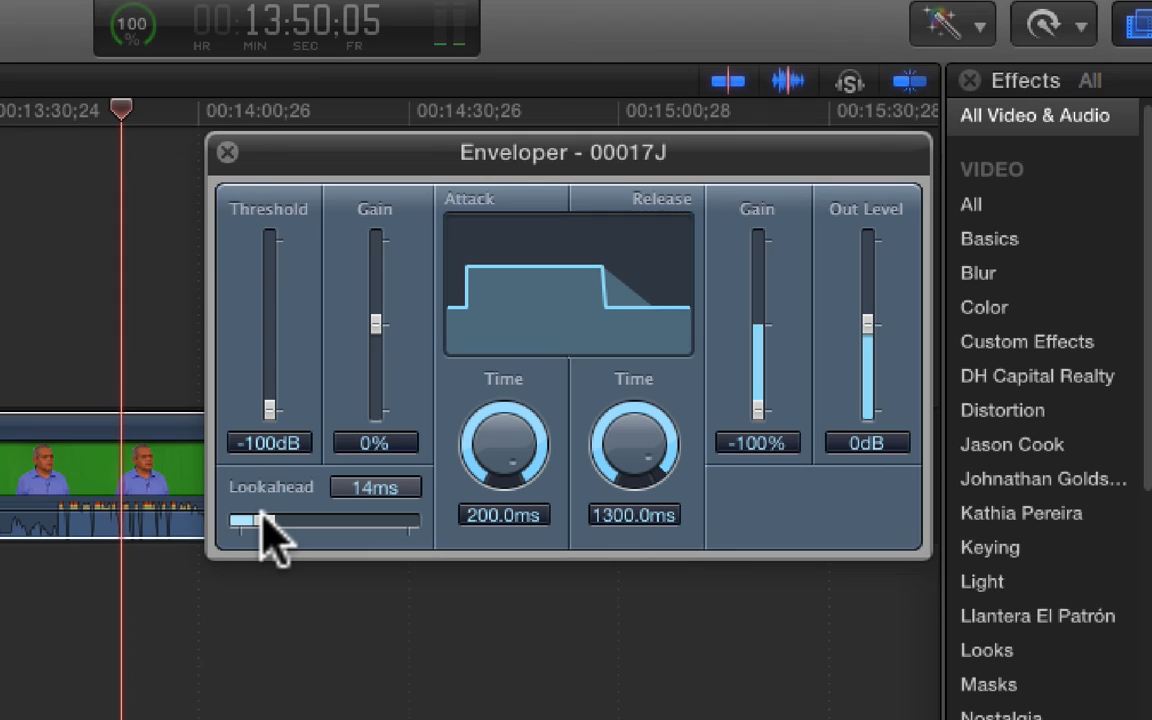 100
%
00:13:50:05
HR MIN SEC FR
00:13:30;24 00:14:00;26 00:14:30;26 00:15:00;28 00:15:30;28
Effects All
All Video & Audio
VIDEO
All
Basics
Blur
Color
Custom Effects
DH Capital Realty
Distortion
Jason Cook
Johnathan Golds...
Kathia Pereira
Keying
Light
Llantera El Patrón
Looks
Masks
Nostalgia
Enveloper - 00017J
Threshold Gain Attack Release Gain Out Level
Time Time
-100dB 0% -100% 0dB
Lookahead 14ms
200.0ms 1300.0ms